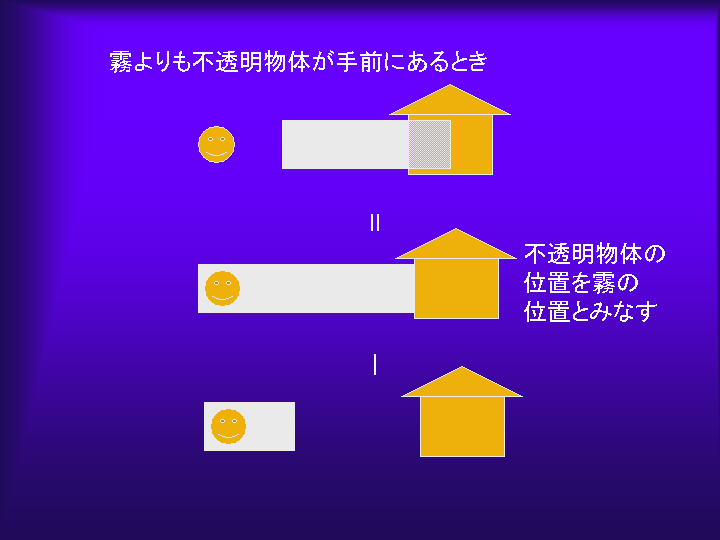 霧よりも不透明物体が手前にあるとき
=
不透明物体の
位置を霧の
位置とみなす
-